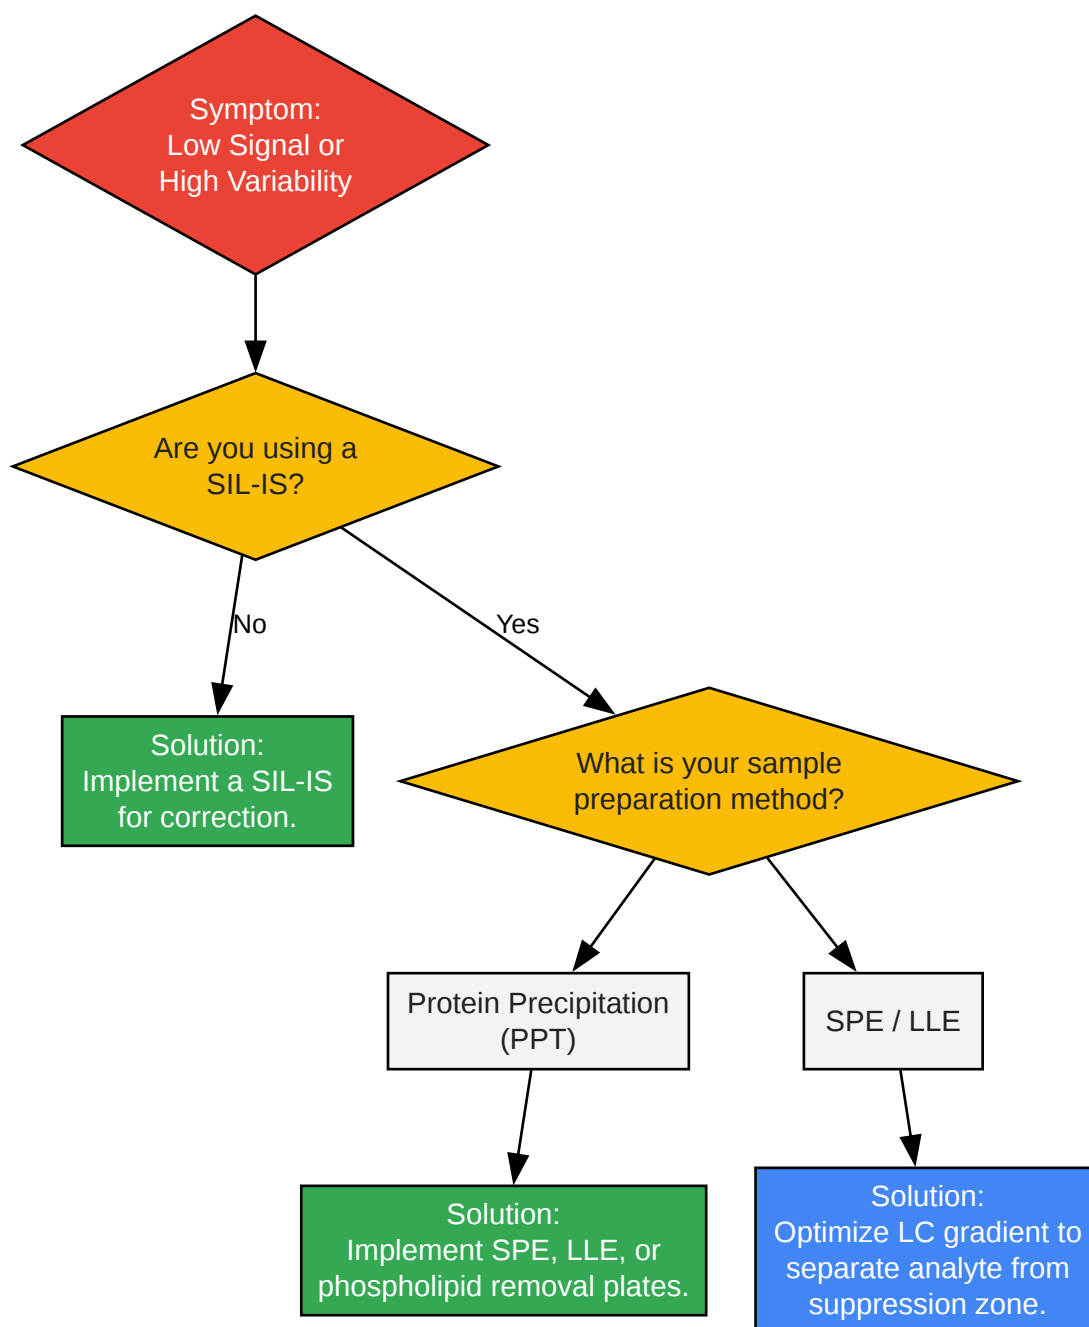 Symptom:
Low Signal or
High Variability
Are you using a
SIL-IS?
No
Yes
Solution:
Implement a SIL-IS
for correction.
What is your sample
preparation method?
Protein Precipitation
(PPT)
SPE / LLE
Solution:
Implement SPE, LLE, or
phospholipid removal plates.
Solution:
Optimize LC gradient to
separate analyte from
suppression zone.